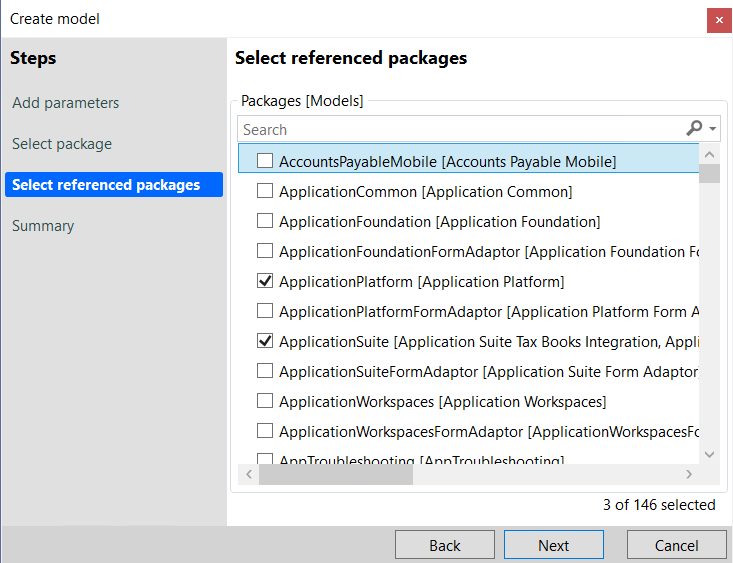 Create model
Steps
Add parameters
Select package
Select referenced packages
Summary
Select referenced packages
Packages [Models]
Search
AccountsPayableMobile [Accounts Payable Mobile]
ApplicationCommon [Application Common]
ApplicationFoundation [Application Foundation]
ApplicationFoundationFormAdaptor [Application Foundation Fo
ApplicationPlatform [Application Platform]
ApplicationPlatformFormAdaptor [Application Platform Form A
ApplicationSuite [Application Suite Tax Books Integration, Appli
ApplicationSuiteFormAdaptor [Application Suite Form Adaptor]
ApplicationWorkspaces [Application Workspaces]
ApplicationWorkspacesFormAdaptor [ApplicationWorkspacesFo
AppTroubleshooting [AppTroubleshooting]
3 of 146 selected
Back
Next
Cancel